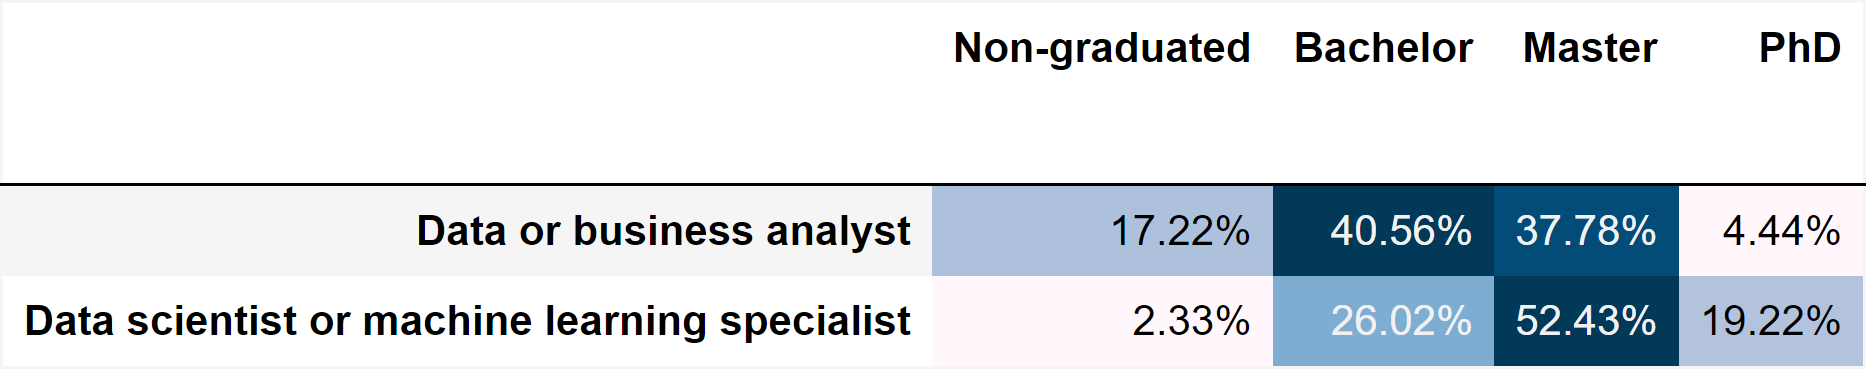 Non-graduated Bachelor Master PhD
Data or business analyst 17.22% 40.56% 37.78% 4.44%
Data scientist or machine learning specialist 2.33% 26.02% 52.43% 19.22%